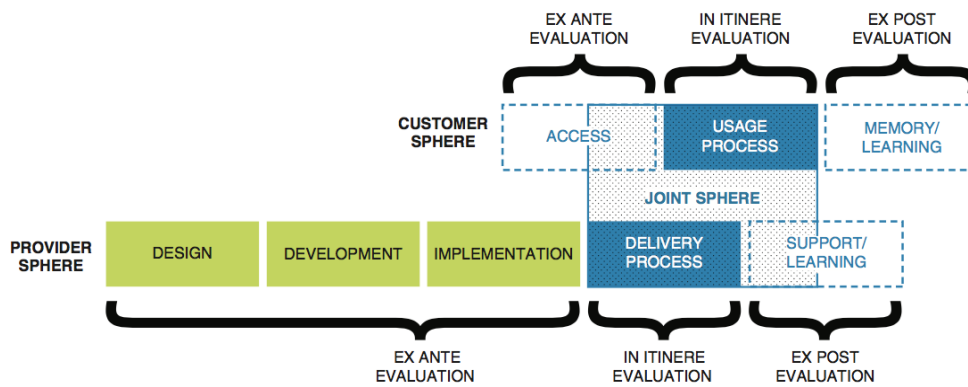 EX ANTE
EVALUATION
IN ITINERE
EVALUATION
EX POST
EVALUATION
CUSTOMER
SPHERE
ACCESS
USAGE
PROCESS
MEMORY/
LEARNING
JOINT SPHERE
PROVIDER
SPHERE
DESIGN
DEVELOPMENT
IMPLEMENTATION
DELIVERY
PROCESS
SUPPORT/
LEARNING
EX ANTE
EVALUATION
IN ITINERE
EVALUATION
EX POST
EVALUATION